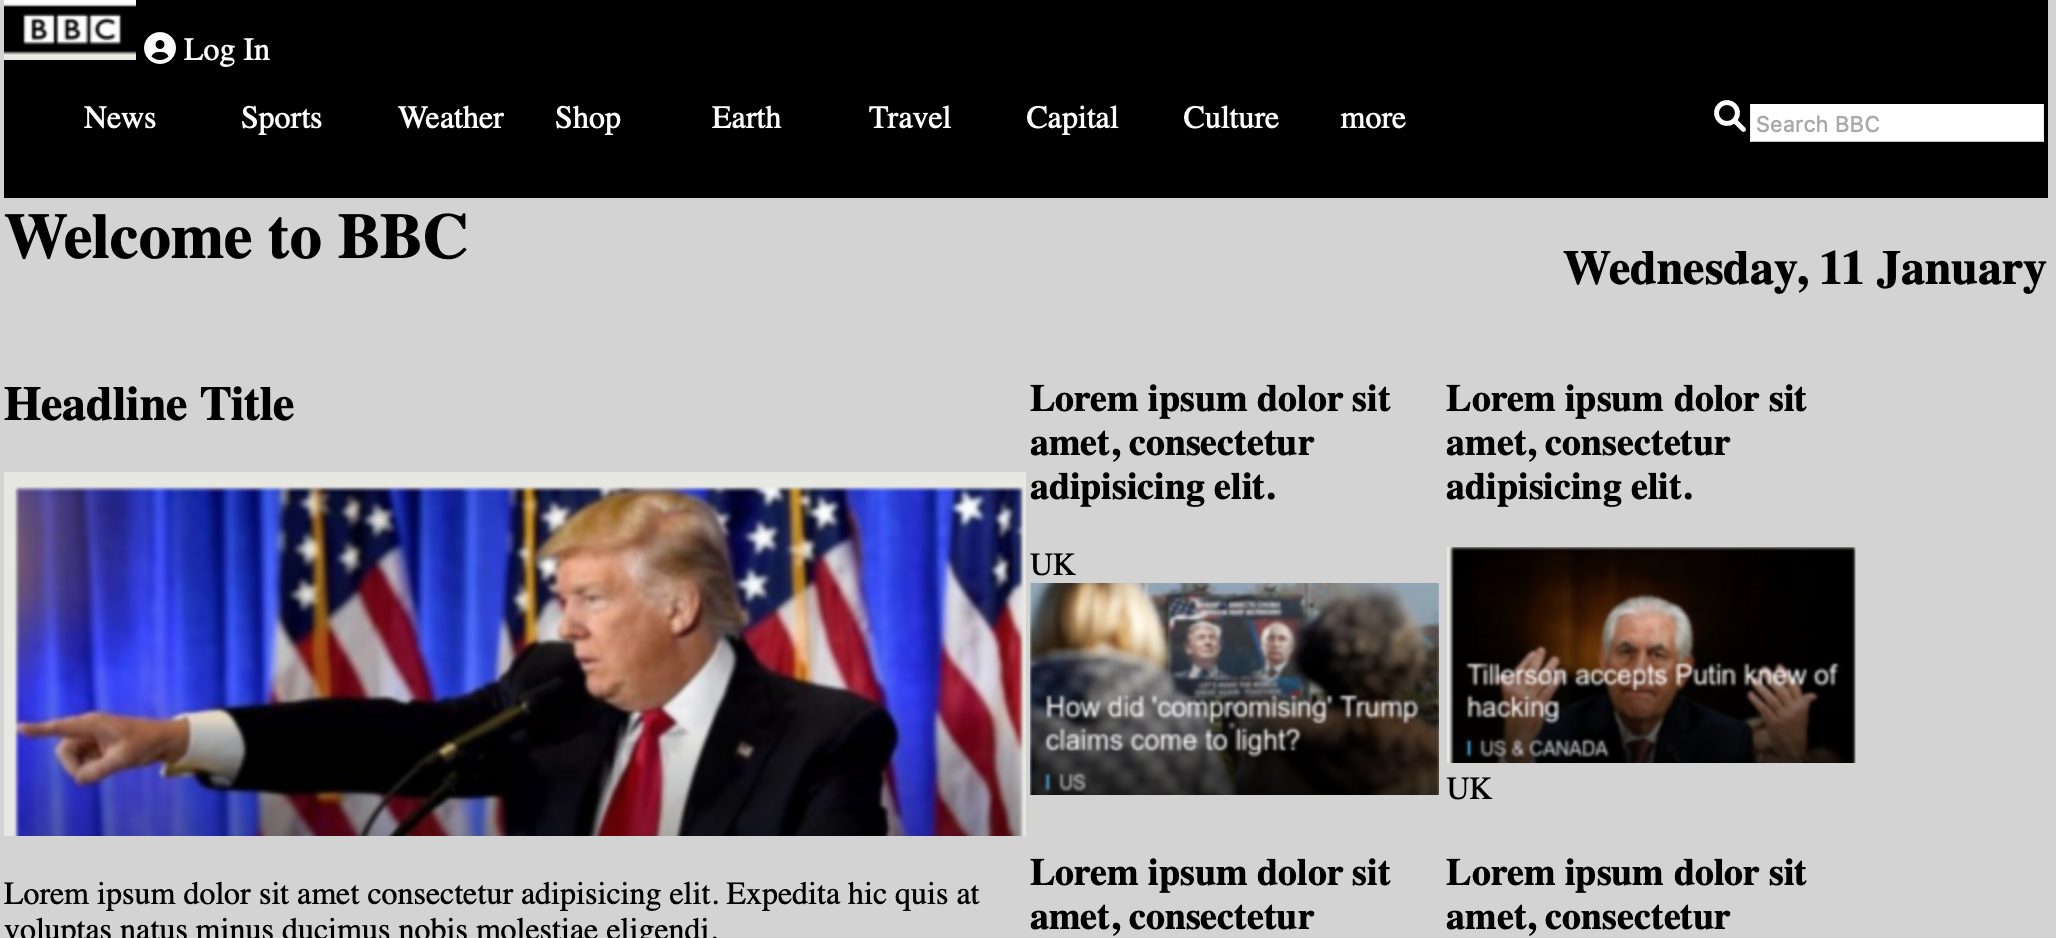 BBC
Log In
News Sports Weather Shop Earth Travel Capital Culture more
Search BBC
Welcome to BBC
Wednesday, 11 January
Headline Title
Lorem ipsum dolor sit amet consectetur adipisicing elit. Expedita hic quis at
voluptas natus minus ducimus nobis molestiae eligendi.
Lorem ipsum dolor sit
amet, consectetur
adipisicing elit.
UK
How did 'compromising' Trump
claims come to light?
US
Lorem ipsum dolor sit
amet, consectetur
Lorem ipsum dolor sit
amet, consectetur
adipisicing elit.
Tillerson accepts Putin knew of
hacking
US & CANADA
UK
Lorem ipsum dolor sit
amet, consectetur